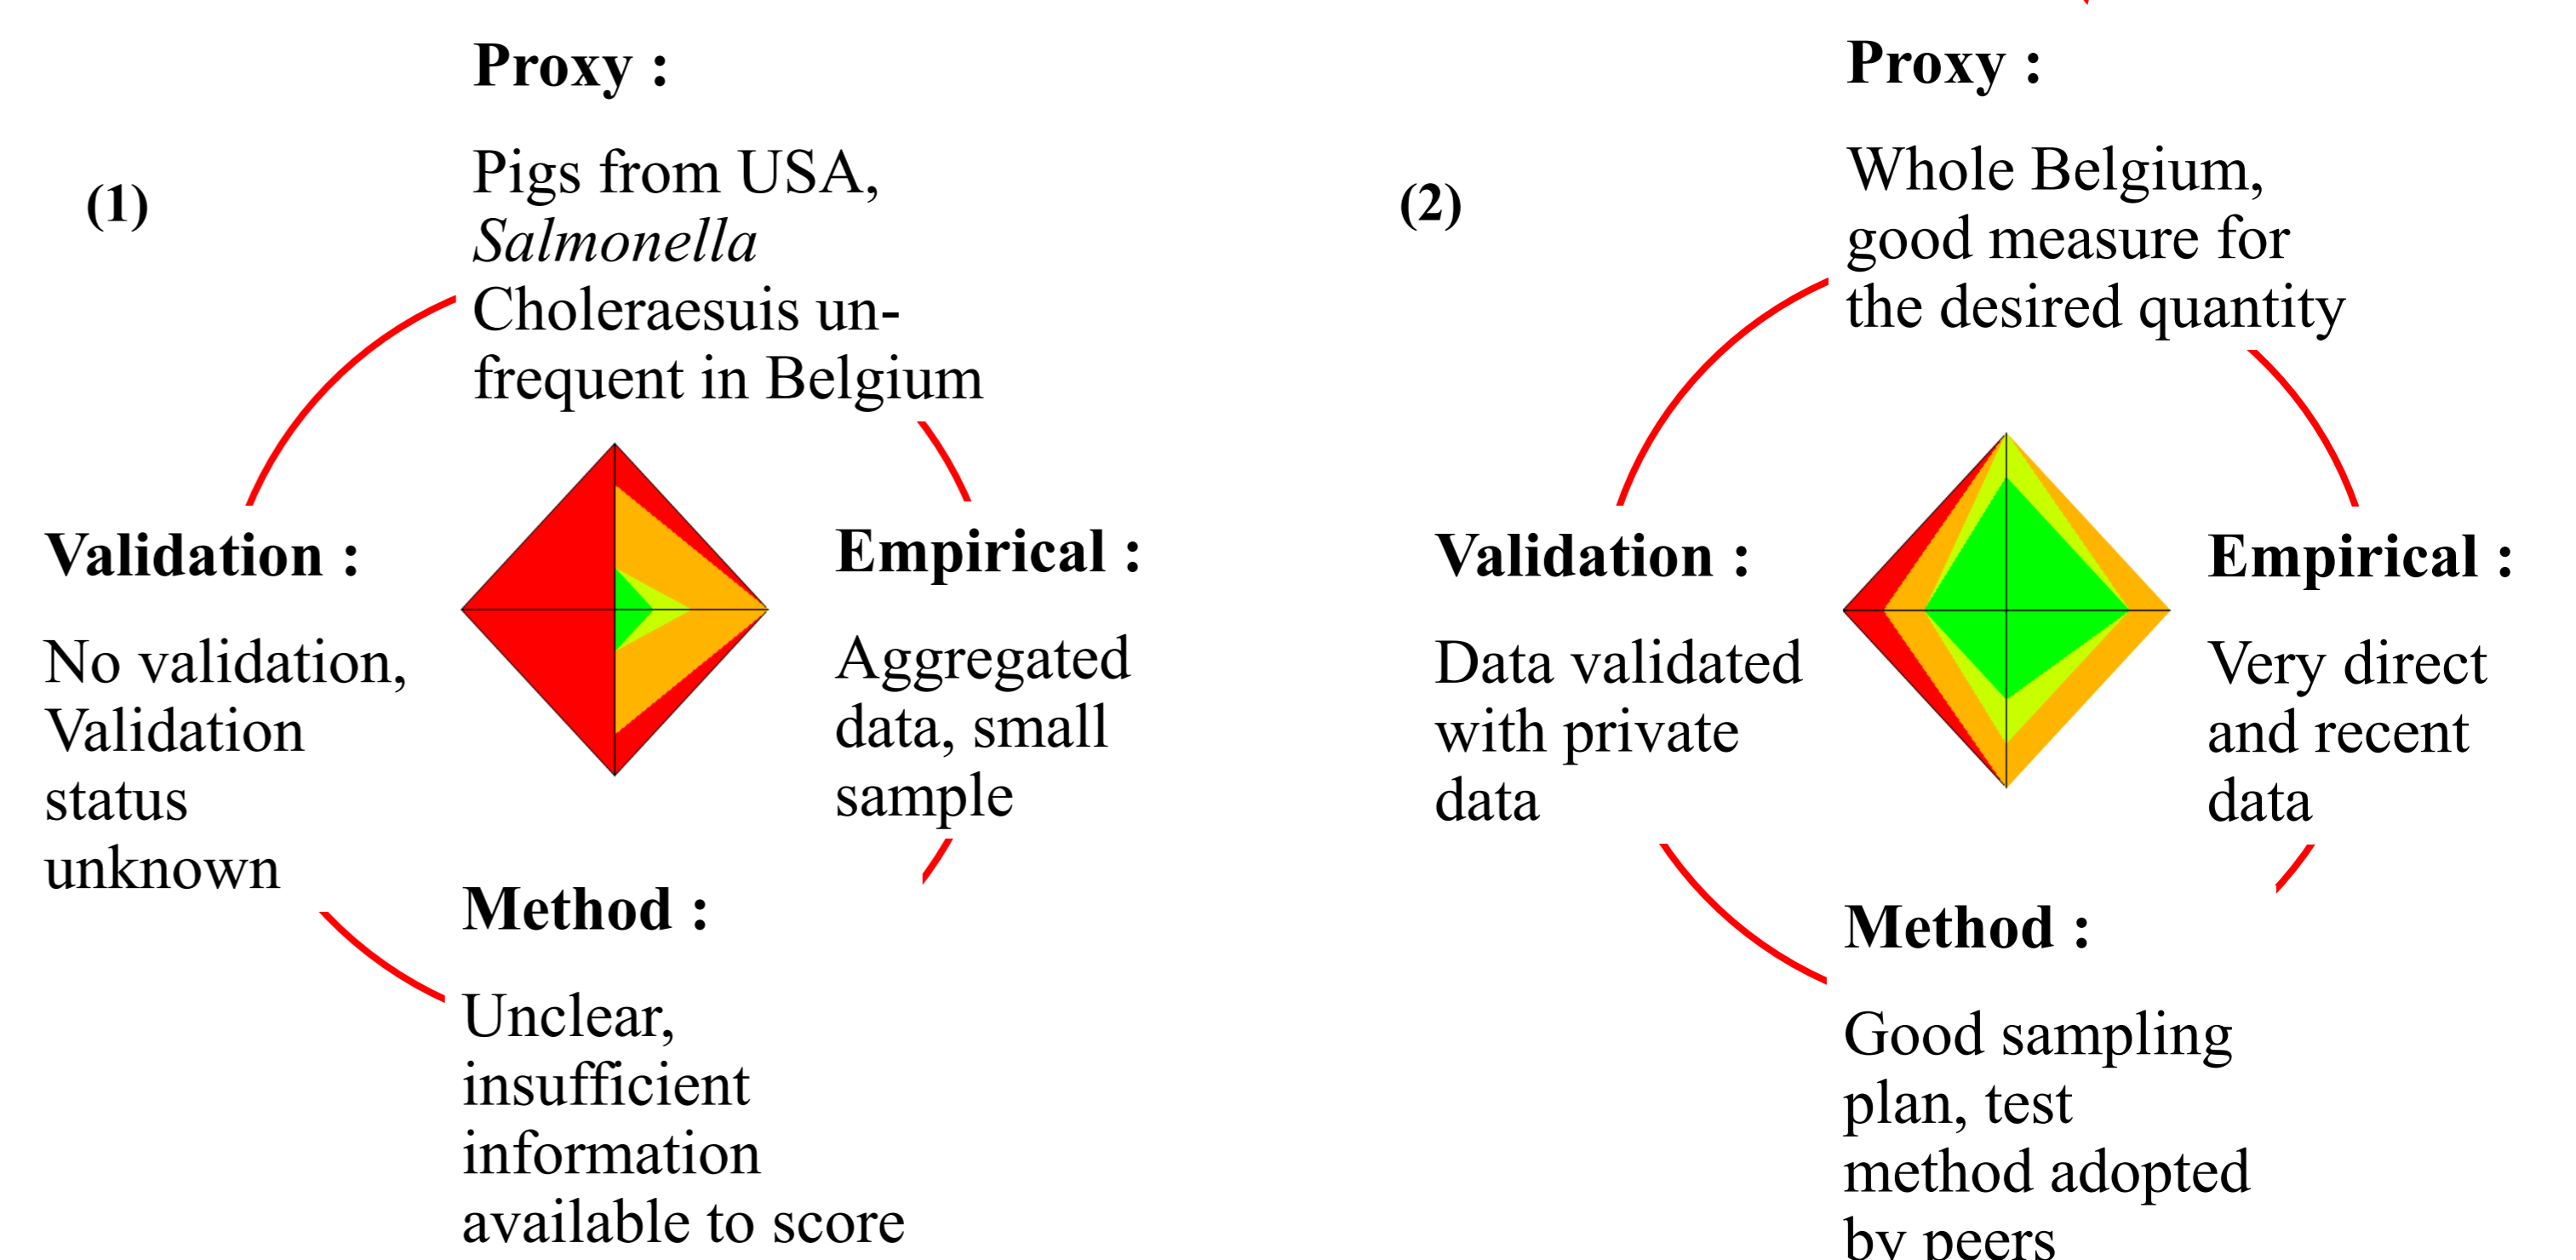 (1)
Proxy :
Pigs from USA,
Salmonella
Choleraesuis un-
frequent in Belgium
Validation :
No validation,
Validation
status
unknown
Empirical :
Aggregated
data, small
sample
Method :
Unclear,
insufficient
information
available to score
(2)
Proxy :
Whole Belgium,
good measure for
the desired quantity
Validation :
Data validated
with private
data
Empirical :
Very direct
and recent
data
Method :
Good sampling
plan, test
method adopted
by peers